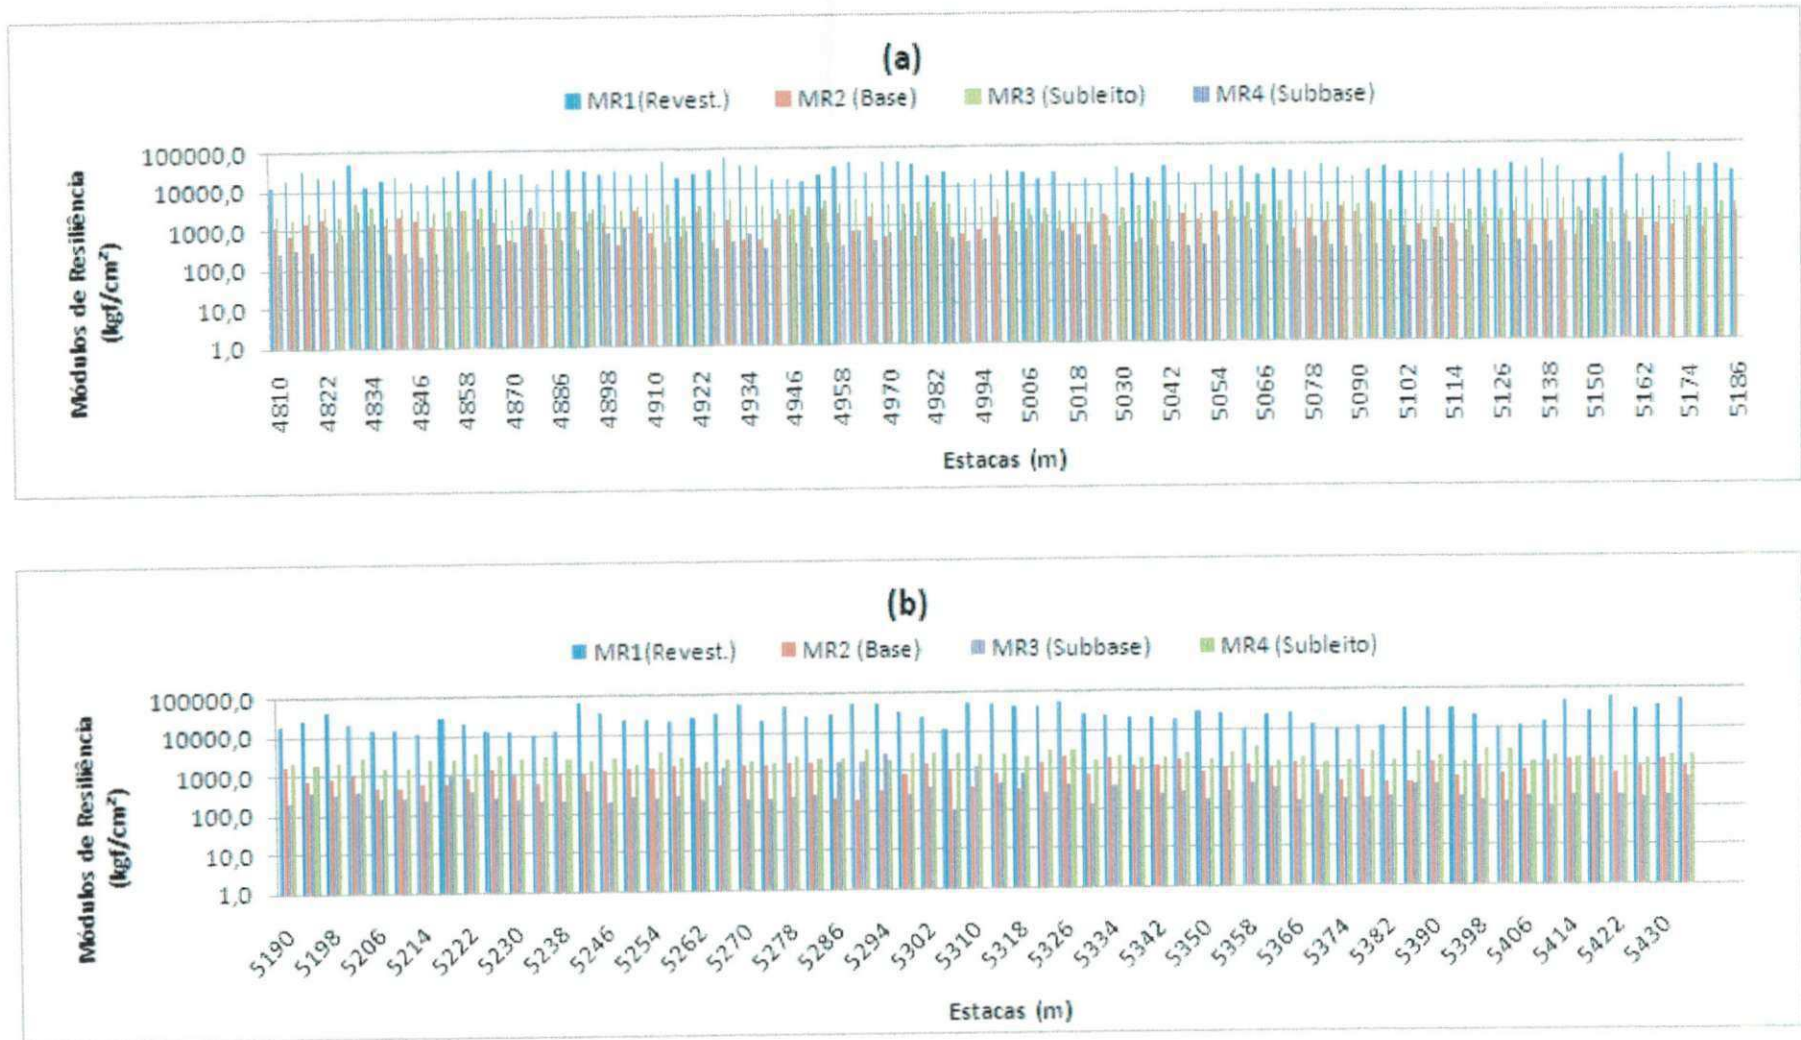 (a)
MR1(Revest.) MR2 (Base) MR3 (Subleito) MR4 (Subbase)
Módulos de Resiliência
(kgf/cm²)
100000,0
10000,0
1000,0
100,0
10,0
1,0
4810 4822 4834 4846 4858 4870 4886 4898 4910 4922 4934 4946 4958 4970 4982 4994 5006 5018 5030 5042 5054 5066 5078 5090 5102 5114 5126 5138 5150 5162 5174 5186
Estacas (m)
(b)
MR1(Revest.) MR2 (Base) MR3 (Subbase) MR4 (Subleito)
Módulos de Resiliência
(kgf/cm²)
100000,0
10000,0
1000,0
100,0
10,0
1,0
5190 5198 5206 5214 5222 5230 5238 5246 5254 5262 5270 5278 5286 5294 5302 5310 5318 5326 5334 5342 5350 5358 5366 5374 5382 5390 5398 5406 5414 5422 5430
Estacas (m)